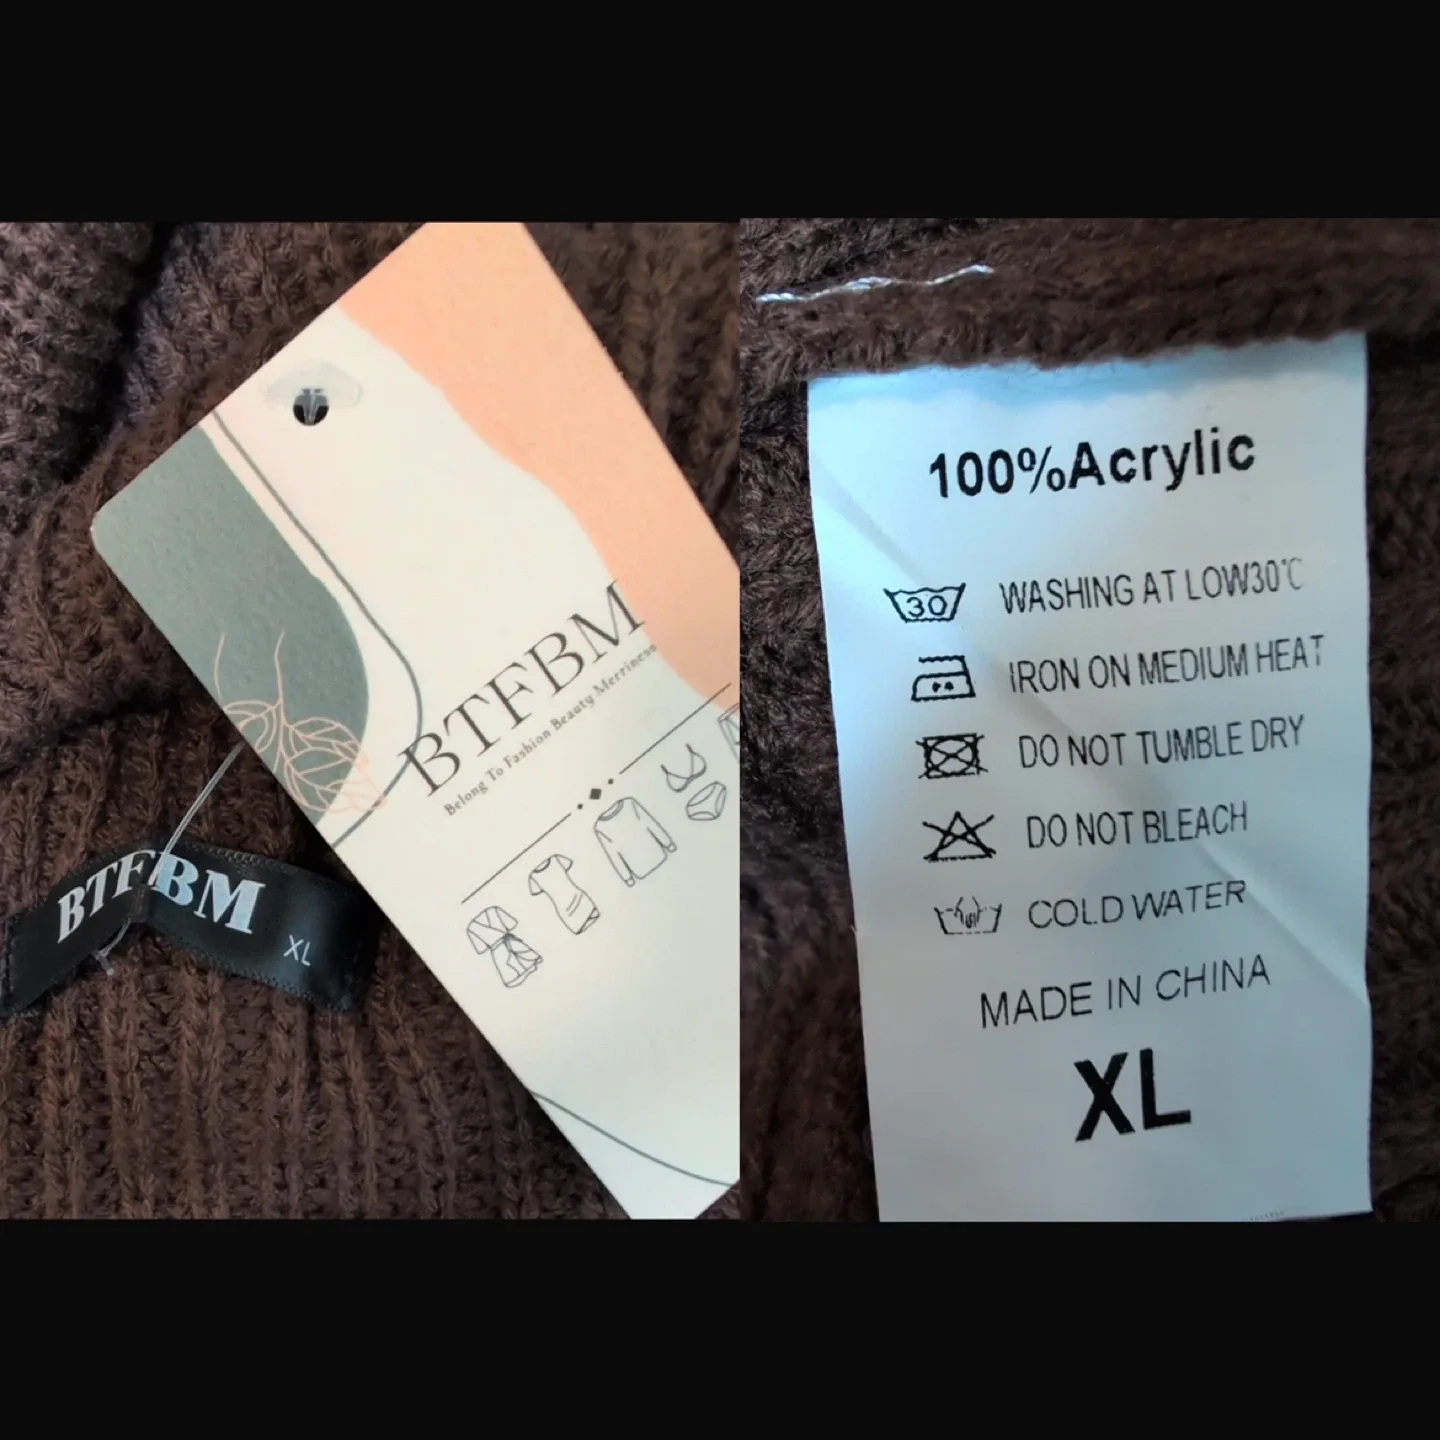 BTFBM
Belong To Fashion Beauty Merriness
BTFBM
XL
100%Acrylic
30 WASHING AT LOW30℃
IRON ON MEDIUM HEAT
DO NOT TUMBLE DRY
DO NOT BLEACH
COLD WATER
MADE IN CHINA
XL